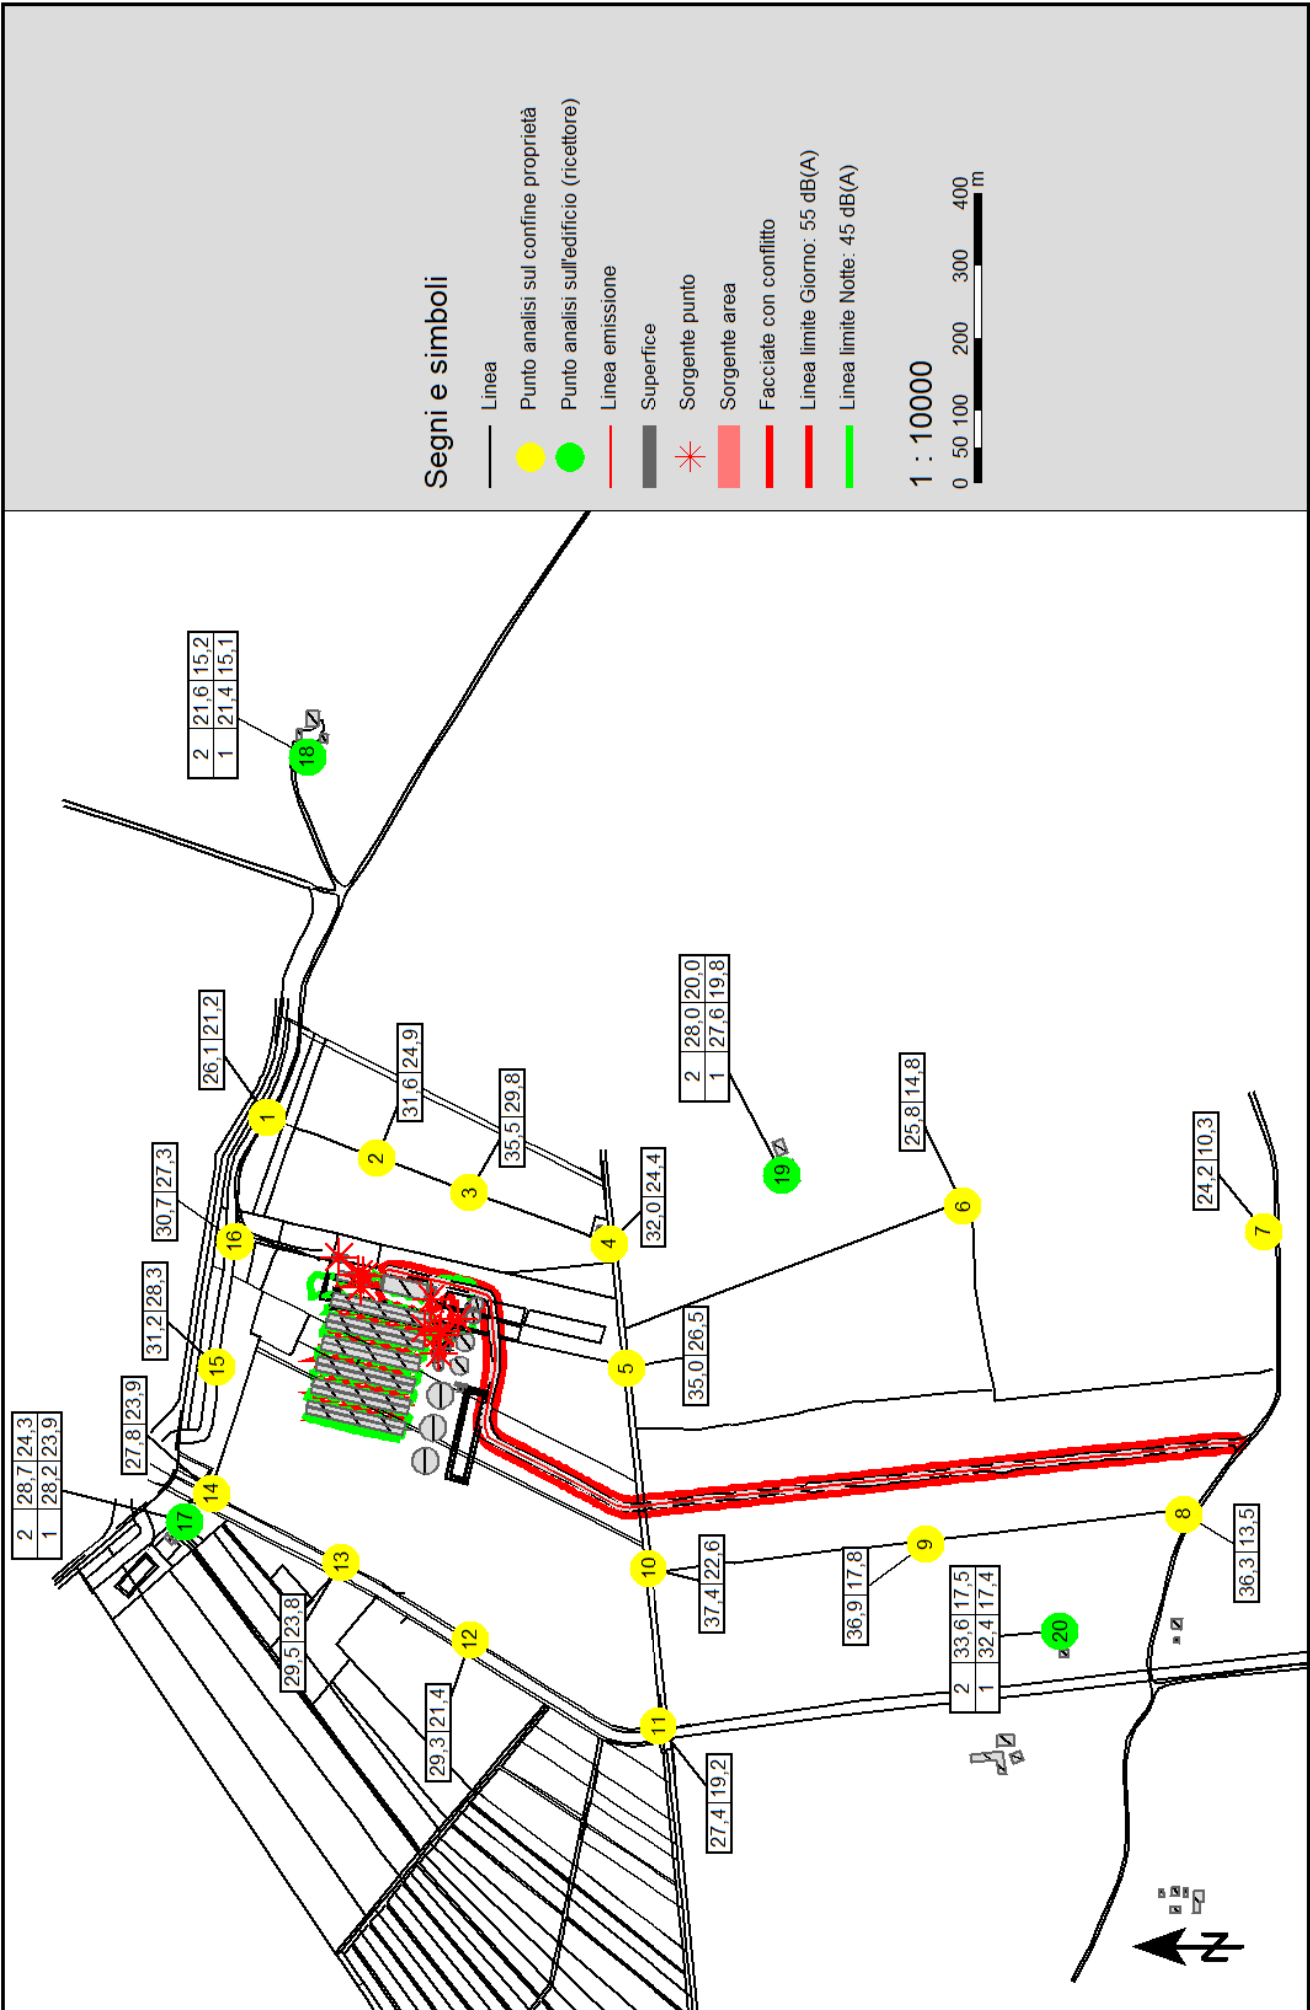 Segni e simboli
Linea
Punto analisi sul confine proprietà
Punto analisi sull'edificio (ricettore)
Linea emissione
Superfice
Sorgente punto
Sorgente area
Facciate con conflitto
Linea limite Giorno: 55 dB(A)
Linea limite Notte: 45 dB(A)
1 : 10000
0 50 100 200 300 400
m
2 28,7 24,3
1 28,2 23,9
17
27,8 23,9
14
31,2 28,3
15
30,7 27,3
16
26,1 21,2
1
2 21,6 15,2
1 21,4 15,1
18
31,6 24,9
2
35,5 29,8
3
32,0 24,4
4
35,0 26,5
5
2 28,0 20,0
1 27,6 19,8
19
25,8 14,8
6
24,2 10,3
7
36,3 13,5
8
36,9 17,8
9
37,4 22,6
10
2 33,6 17,5
1 32,4 17,4
20
27,4 19,2
11
29,3 21,4
12
29,5 23,8
13
N